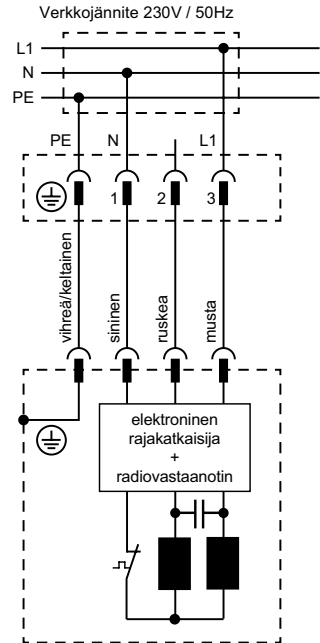 Verkkojännite 230V / 50Hz
L1
N
PE
PE N L1
1 2 3
vihreä/keltainen
sininen
ruskea
musta
elektroninen
rajakatkaisija
+
radiovastaanotin